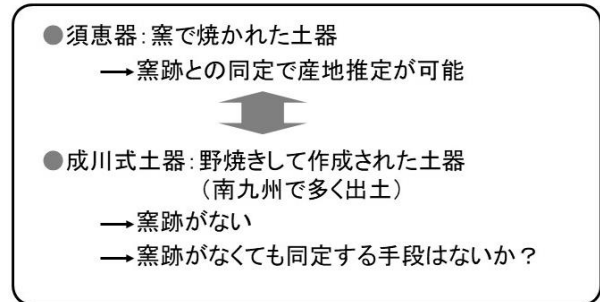 ●須恵器：窯で焼かれた土器
→窯跡との同定で産地推定が可能
●成川式土器：野焼きして作成された土器
（南九州で多く出土）
→窯跡がない
→窯跡がなくても同定する手段はないか？